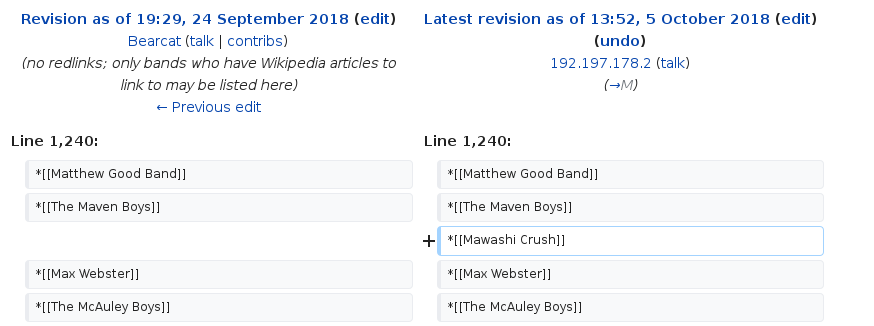 Revision as of 19:29, 24 September 2018 (edit)
Bearcat (talk | contribs)
(no redlinks; only bands who have Wikipedia articles to
link to may be listed here)
← Previous edit
Latest revision as of 13:52, 5 October 2018 (edit)
(undo)
192.197.178.2 (talk)
(→M)
Line 1,240:
Line 1,240:
*[[Matthew Good Band]]
*[[Matthew Good Band]]
*[[The Maven Boys]]
*[[The Maven Boys]]
+ *[[Mawashi Crush]]
*[[Max Webster]]
*[[Max Webster]]
*[[The McAuley Boys]]
*[[The McAuley Boys]]